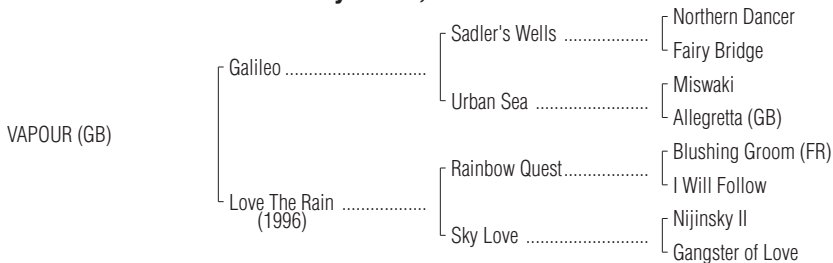 Sadler's Wells ..................
Northern Dancer
Fairy Bridge
Galileo .............................
Urban Sea ..........................
Miswaki
Allegretta (GB)
VAPOUR (GB)
Rainbow Quest..................
Blushing Groom (FR)
I Will Follow
Love The Rain .................
(1996)
Sky Love ..........................
Nijinsky II
Gangster of Love